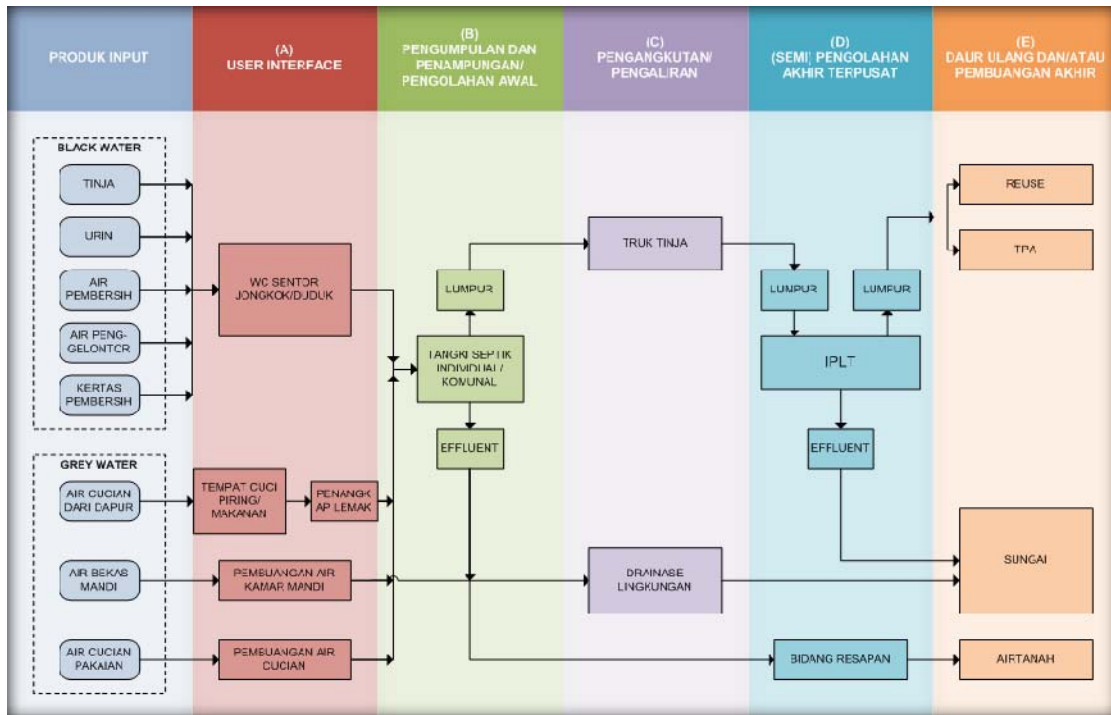 PRODUK INPUT
(A)
USER INTERFACE
(B)
PENGUMPULAN DAN
PENAMPUNGAN/
PENGOLAHAN AWAL
(C)
PENGANGKUTAN/
PENGALIRAN
(D)
(SEMI) PENGOLAHAN
AKHIR TERPUSAT
(E)
DAUR ULANG DAN/ATAU
PEMBUANGAN AKHIR
BLACK WATER
TINJA
URIN
AIR
PEMBERSIH
AIR PENG-
GELONTOR
KERTAS
PEMBERSIH
WC SENTOR
JONGKOK/DUDUK
LUMPUR
TANGKI SEPTIK
INDIVIDUAL/
KOMUNAL
EFFLUENT
TRUK TINJA
LUMPUR
LUMPUR
IPLT
EFFLUENT
REUSE
TPA
GREY WATER
AIR CUCIAN
DARI DAPUR
TEMPAT CUCI
PIRING/
MAKANAN
PENANGK
AP LEMAK
AIR BEKAS
MANDI
PEMBUANGAN AIR
KAMAR MANDI
DRAINASE
LINGKUNGAN
SUNGAI
AIR CUCIAN
PAKAIAN
PEMBUANGAN AIR
CUCIAN
BIDANG RESAPAN
AIRTANAH